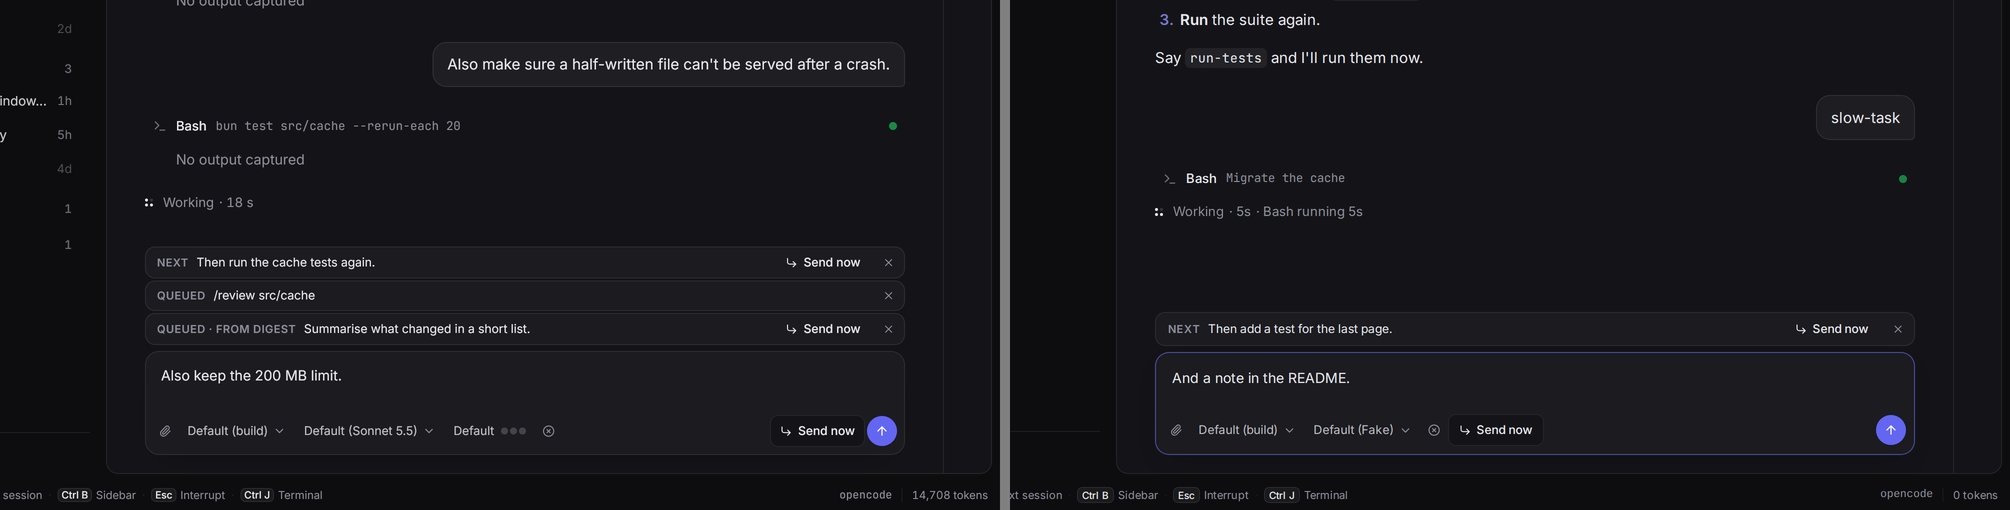 No output captured
2d
Also make sure a half-written file can't be served after a crash.
3
indow... 1h
>_ Bash bun test src/cache --rerun-each 20
y 5h
No output captured
4d
Working · 18 s
1
1
NEXT Then run the cache tests again. Send now
QUEUED /review src/cache
QUEUED · FROM DIGEST Summarise what changed in a short list. Send now
Also keep the 200 MB limit.
Default (build) Default (Sonnet 5.5) Default Send now
session Ctrl B Sidebar Esc Interrupt Ctrl J Terminal opencode 14,708 tokens
3. Run the suite again.
Say run-tests and I'll run them now.
slow-task
>_ Bash Migrate the cache
Working · 5s · Bash running 5s
NEXT Then add a test for the last page. Send now
And a note in the README.
Default (build) Default (Fake) Send now
xt session Ctrl B Sidebar Esc Interrupt Ctrl J Terminal opencode 0 tokens